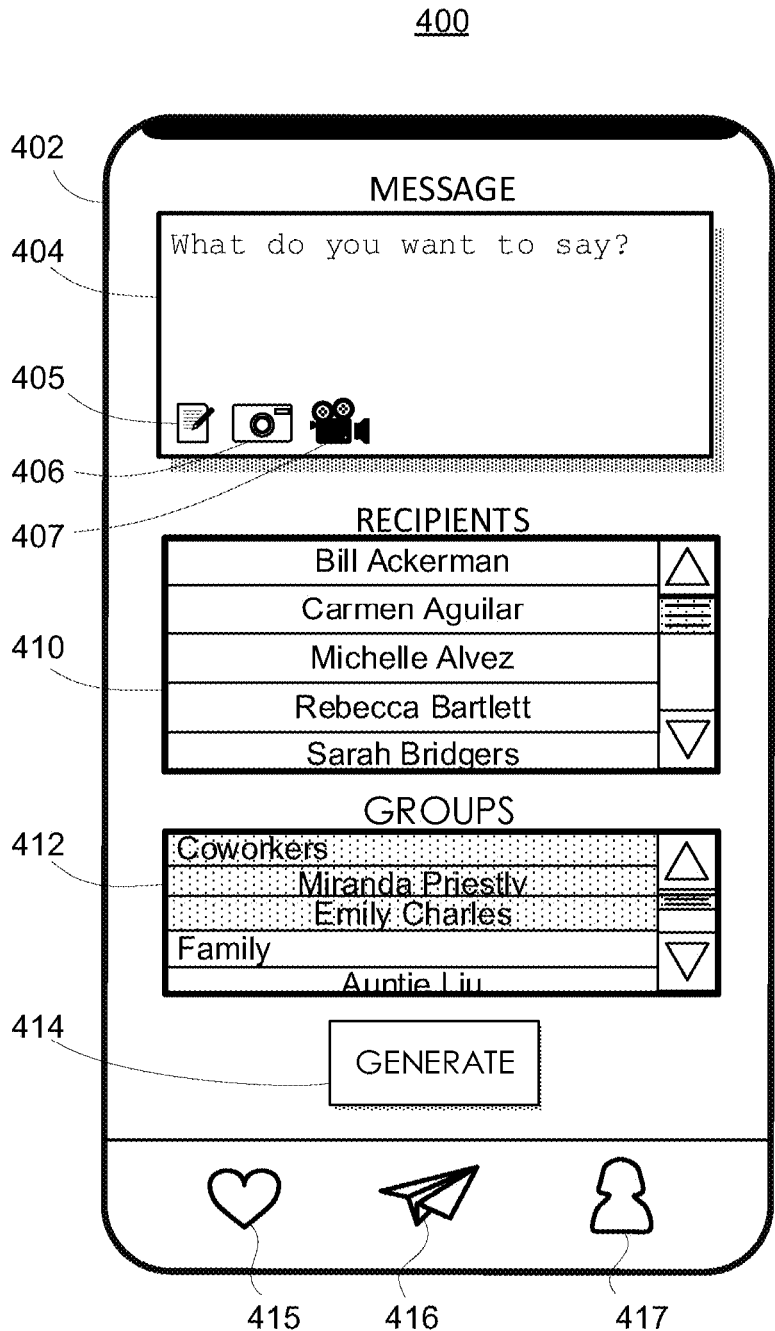 400
402
MESSAGE
404
What do you want to say?
405
406
407
RECIPIENTS
Bill Ackerman
Carmen Aguilar
410
Michelle Alvez
Rebecca Bartlett
Sarah Bridgers
GROUPS
412
Coworkers
Miranda Priestly
Emily Charles
Family
Auntie Liu
414
GENERATE
415
416
417